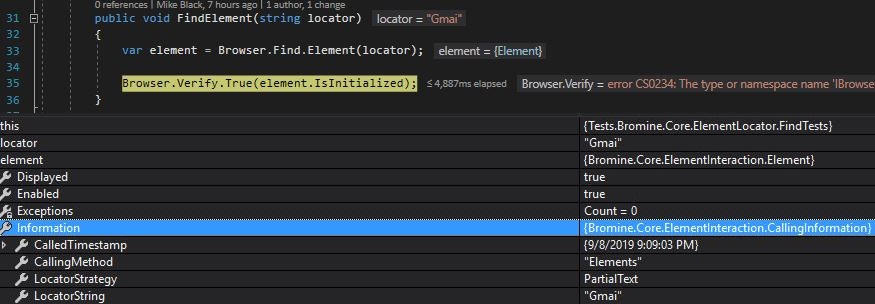 0 references | Mike Black, 7 hours ago | 1 author, 1 change
31 public void FindElement(string locator) locator = "Gmai"
32 {
33 var element = Browser.Find.Element(locator); element = {Element}
34
35 Browser.Verify.True(element.IsInitialized); ≤ 4,887ms elapsed Browser.Verify = error CS0234: The type or namespace name 'IBrowse
36 }
this {Tests.Bromine.Core.ElementLocator.FindTests}
locator "Gmai"
element {Bromine.Core.ElementInteraction.Element}
Displayed true
Enabled true
Exceptions Count = 0
Information {Bromine.Core.ElementInteraction.CallingInformation}
CalledTimestamp {9/8/2019 9:09:03 PM}
CallingMethod "Elements"
LocatorStrategy PartialText
LocatorString "Gmai"